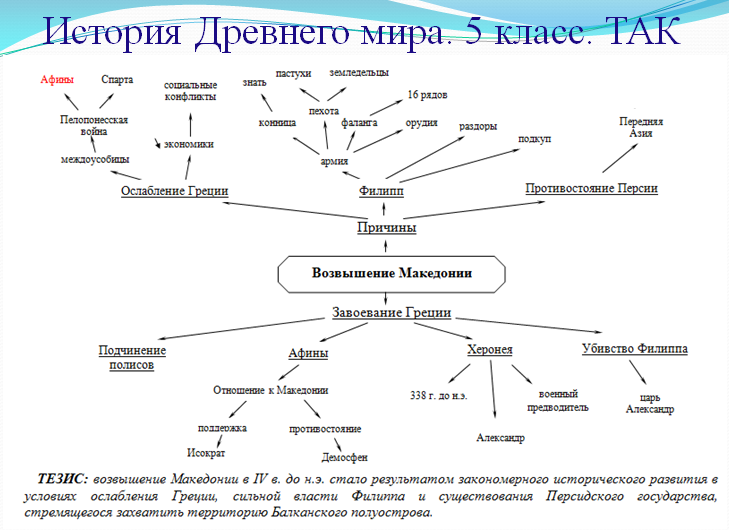 История Древнего мира. 5 класс. ТАК
Афины
Спарта
социальные
конфликты
знать
пастухи
земледельцы
16 рядов
Пелопонесская
война
конница
пехота
фаланга
орудия
раздоры
подкуп
Передняя
Азия
междоусобицы
экономики
армия
Ослабление Греции
Филипп
Противостояние Персии
Причины
Возвышение Македонии
Завоевание Греции
Подчинение
полисов
Афины
Херонея
Убивство Филиппа
Отношение к Македонии
338 г. до н.э.
военный
предводитель
царь
Александр
поддержка
противостояние
Александр
Исократ
Демосфен
ТЕЗИС: возвышение Македонии в IV в. до н.э. стало результатом закономерного исторического развития в
условиях ослабления Греции, сильной власти Филиппа и существования Персидского государства,
стремящегося захватить территорию Балканского полуострова.